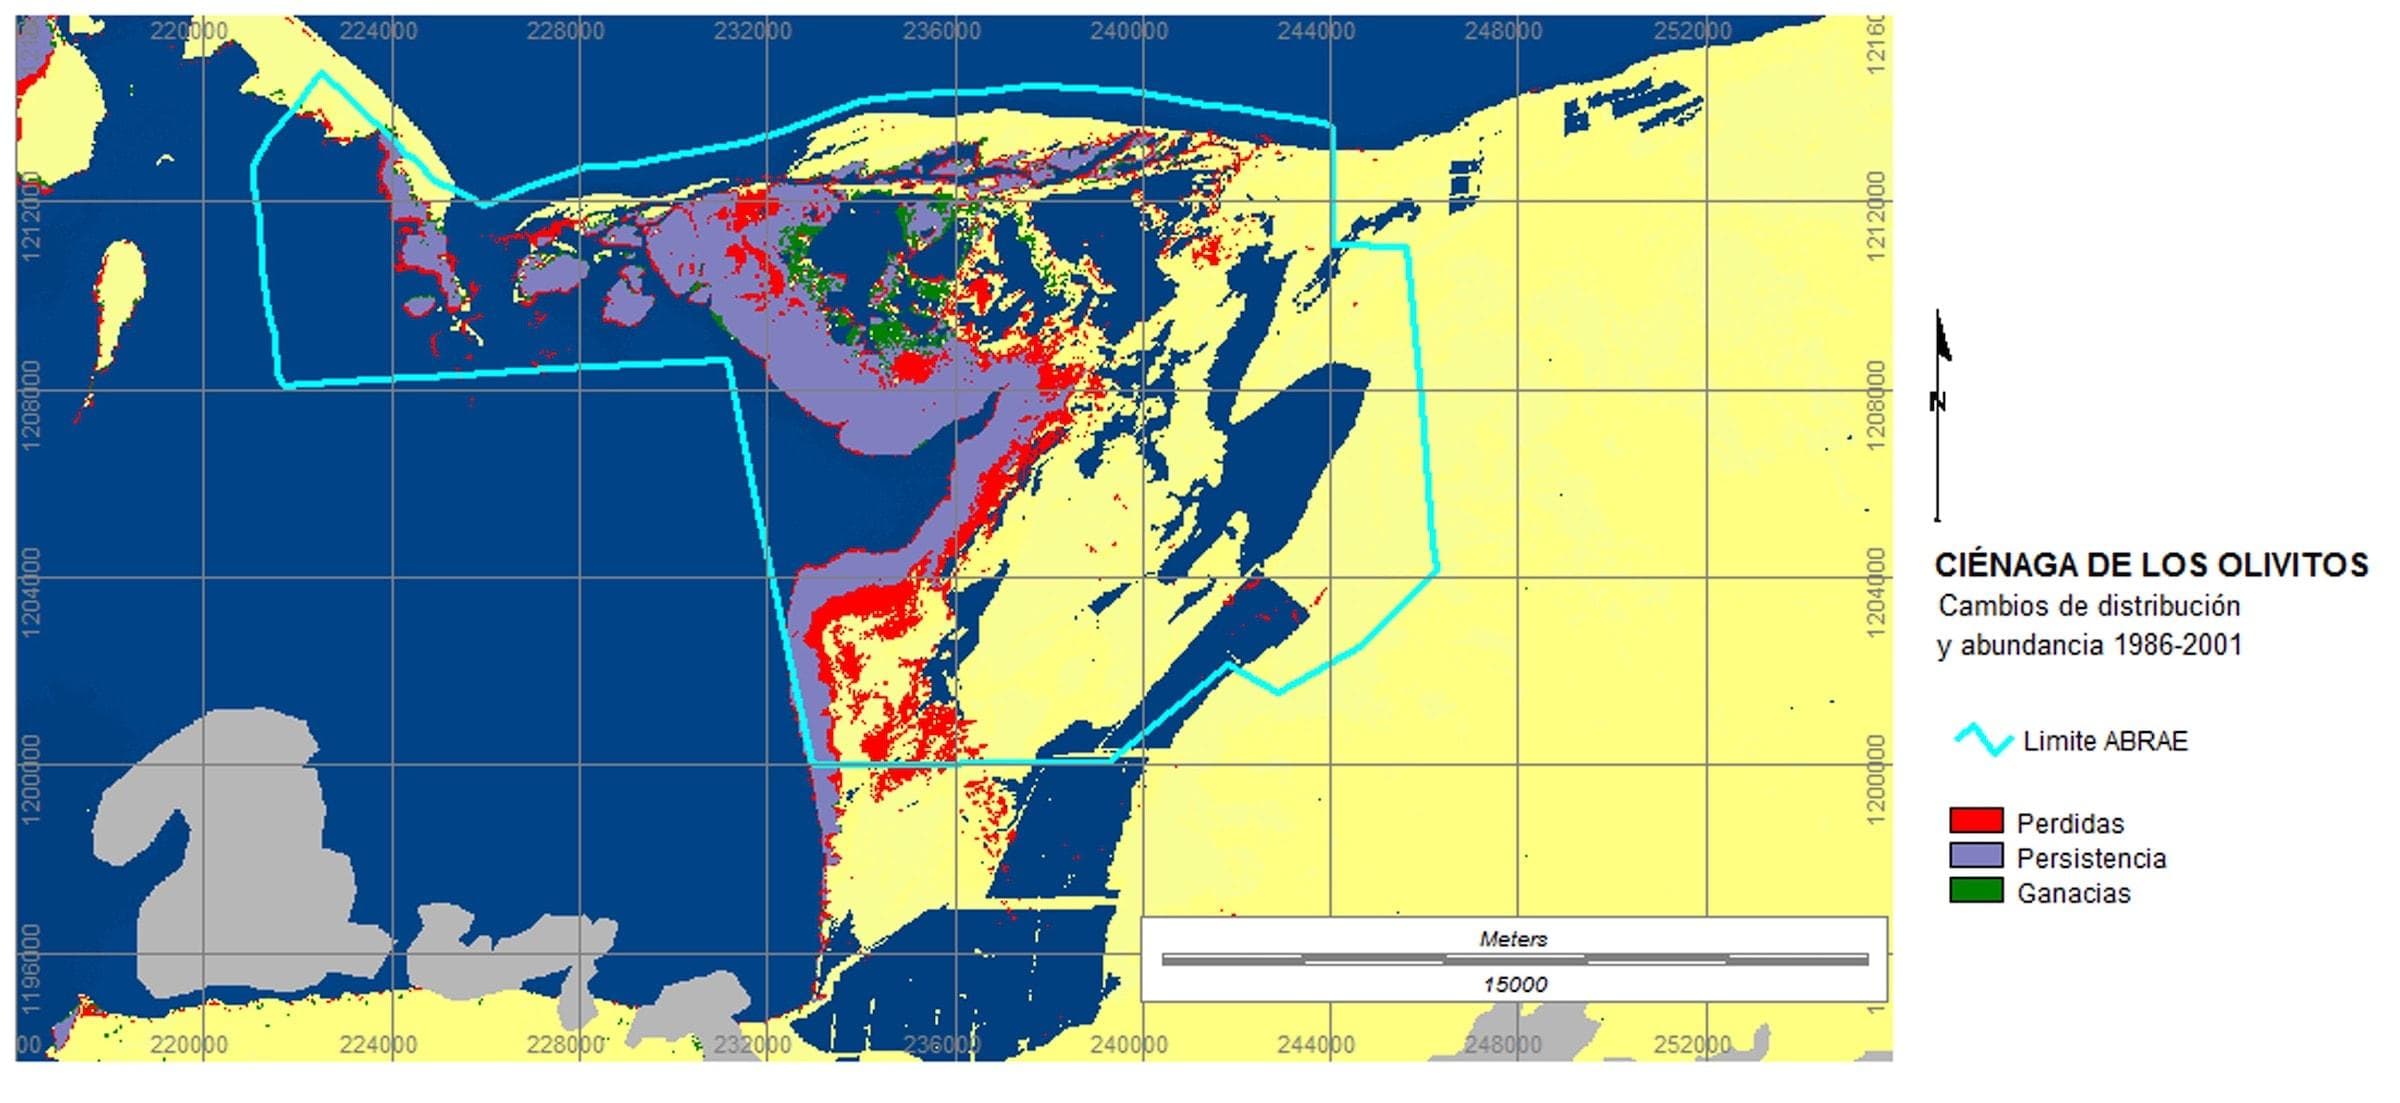 220000 224000 228000 232000 236000 240000 244000 248000 252000
12160
1212000 1212000
1208000 1208000
1204000 1204000
1200000 1200000
1196000
N
CIÉNAGA DE LOS OLIVITOS
Cambios de distribución
y abundancia 1986-2001
Limite ABRAE
Perdidas
Persistencia
Ganacias
Meters
15000
00 220000 224000 228000 232000 236000 240000 244000 248000 252000